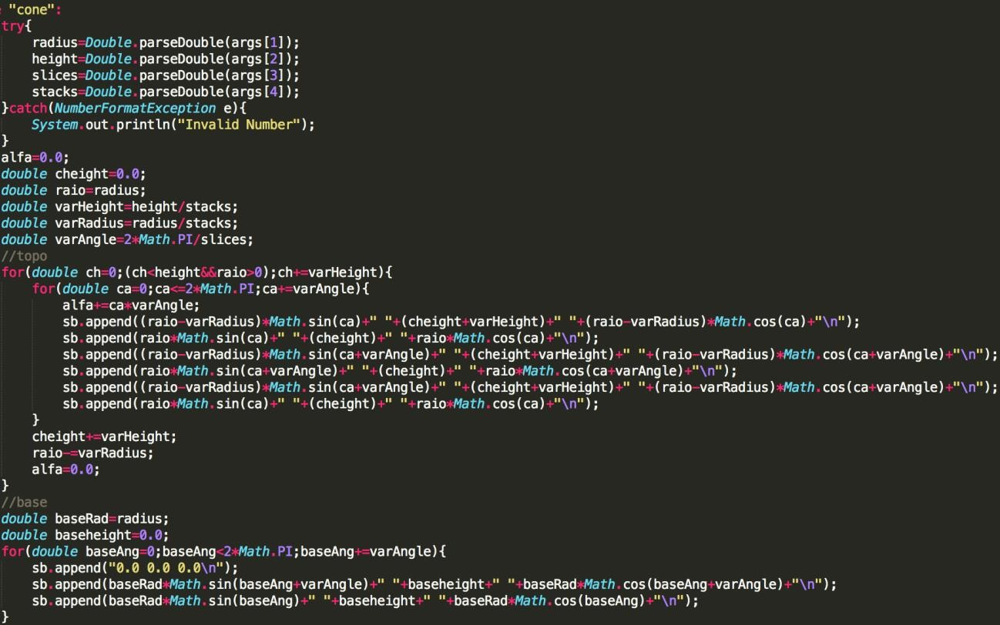 "cone":
try{
radius=Double.parseDouble(args[1]);
height=Double.parseDouble(args[2]);
slices=Double.parseDouble(args[3]);
stacks=Double.parseDouble(args[4]);
}catch(NumberFormatException e){
System.out.println("Invalid Number");
}
alfa=0.0;
double cheight=0.0;
double raio=radius;
double varHeight=height/stacks;
double varRadius=radius/stacks;
double varAngle=2*Math.PI/slices;
//topo
for(double ch=0;(ch<height&&raio>0);ch+=varHeight){
for(double ca=0;ca<=2*Math.PI;ca+=varAngle){
alfa+=ca*varAngle;
sb.append((raio-varRadius)*Math.sin(ca)+" "+(cheight+varHeight)+" "+(raio-varRadius)*Math.cos(ca)+"\n");
sb.append(raio*Math.sin(ca)+" "+(cheight)+" "+raio*Math.cos(ca)+"\n");
sb.append((raio-varRadius)*Math.sin(ca+varAngle)+" "+(cheight+varHeight)+" "+(raio-varRadius)*Math.cos(ca+varAngle)+"\n");
sb.append(raio*Math.sin(ca+varAngle)+" "+(cheight)+" "+raio*Math.cos(ca+varAngle)+"\n");
sb.append((raio-varRadius)*Math.sin(ca+varAngle)+" "+(cheight+varHeight)+" "+(raio-varRadius)*Math.cos(ca+varAngle)+"\n");
sb.append(raio*Math.sin(ca)+" "+(cheight)+" "+raio*Math.cos(ca)+"\n");
}
cheight+=varHeight;
raio-=varRadius;
alfa=0.0;
}
//base
double baseRad=radius;
double baseheight=0.0;
for(double baseAng=0;baseAng<2*Math.PI;baseAng+=varAngle){
sb.append("0.0 0.0 0.0\n");
sb.append(baseRad*Math.sin(baseAng+varAngle)+" "+baseheight+" "+baseRad*Math.cos(baseAng+varAngle)+"\n");
sb.append(baseRad*Math.sin(baseAng)+" "+baseheight+" "+baseRad*Math.cos(baseAng)+"\n");
}